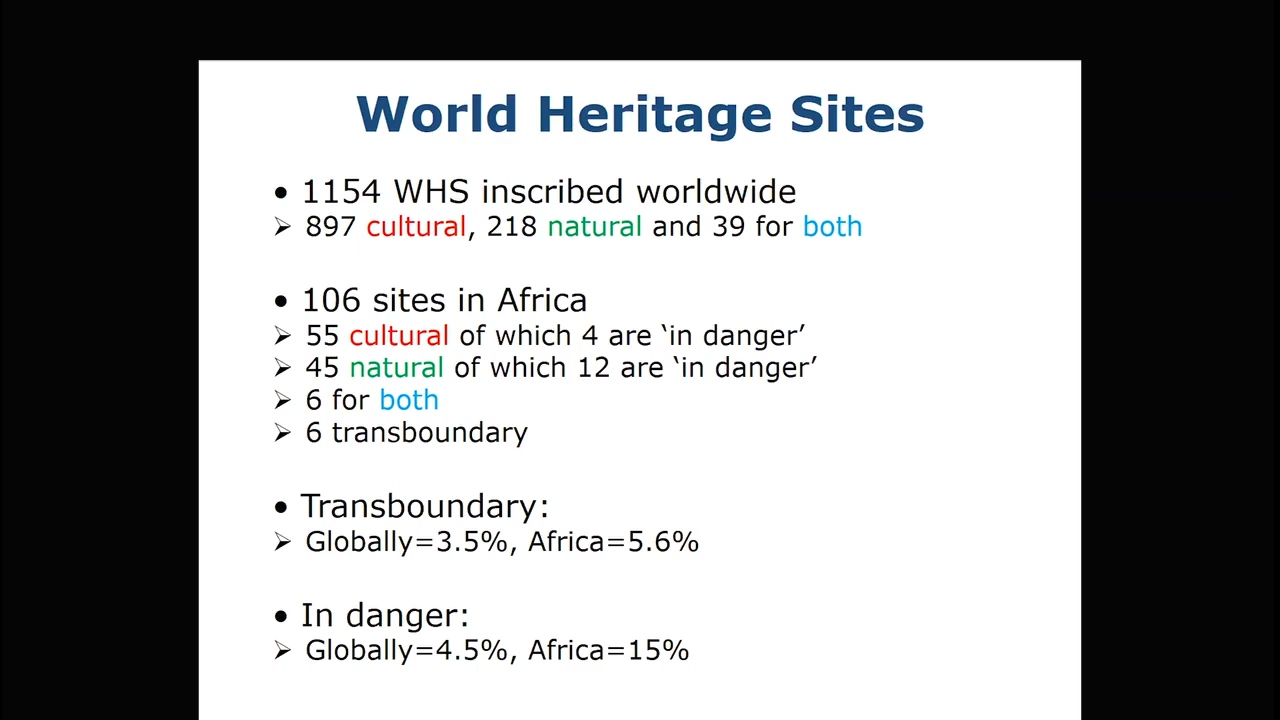 World Heritage Sites
• 1154 WHS inscribed worldwide
➢ 897 cultural, 218 natural and 39 for both
• 106 sites in Africa
➢ 55 cultural of which 4 are ‘in danger’
➢ 45 natural of which 12 are ‘in danger’
➢ 6 for both
➢ 6 transboundary
• Transboundary:
➢ Globally=3.5%, Africa=5.6%
• In danger:
➢ Globally=4.5%, Africa=15%